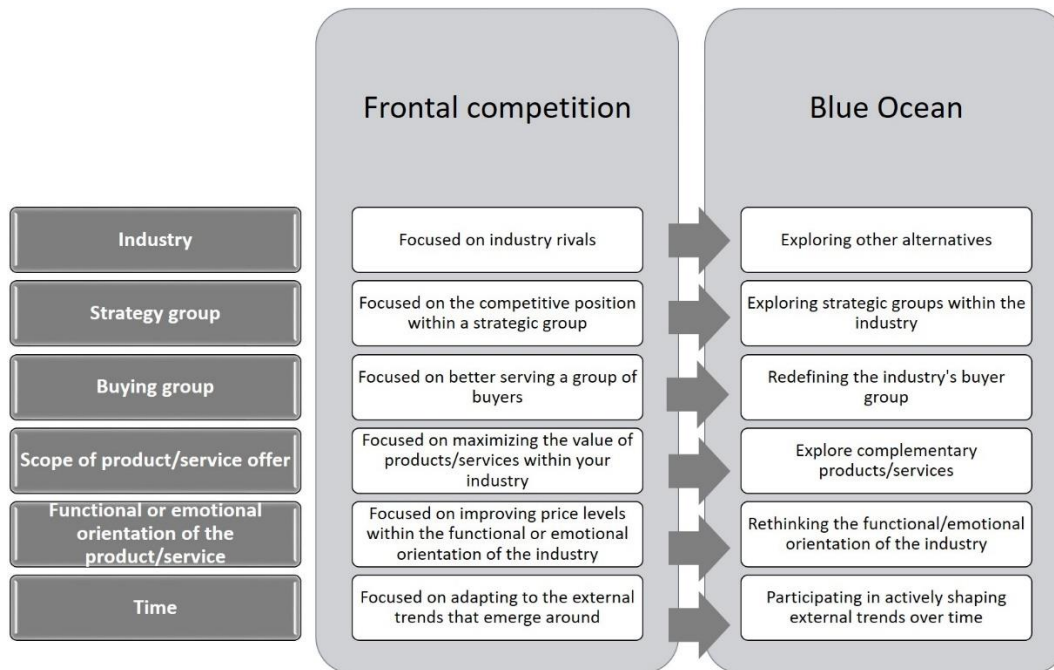 Frontal competition
Blue Ocean
Industry
Focused on industry rivals
Exploring other alternatives
Strategy group
Focused on the competitive position
within a strategic group
Exploring strategic groups within the
industry
Buying group
Focused on better serving a group of
buyers
Redefining the industry's buyer
group
Scope of product/service offer
Focused on maximizing the value of
products/services within your
industry
Explore complementary
products/services
Functional or emotional
orientation of the
product/service
Focused on improving price levels
within the functional or emotional
orientation of the industry
Rethinking the functional/emotional
orientation of the industry
Time
Focused on adapting to the external
trends that emerge around
Participating in actively shaping
external trends over time